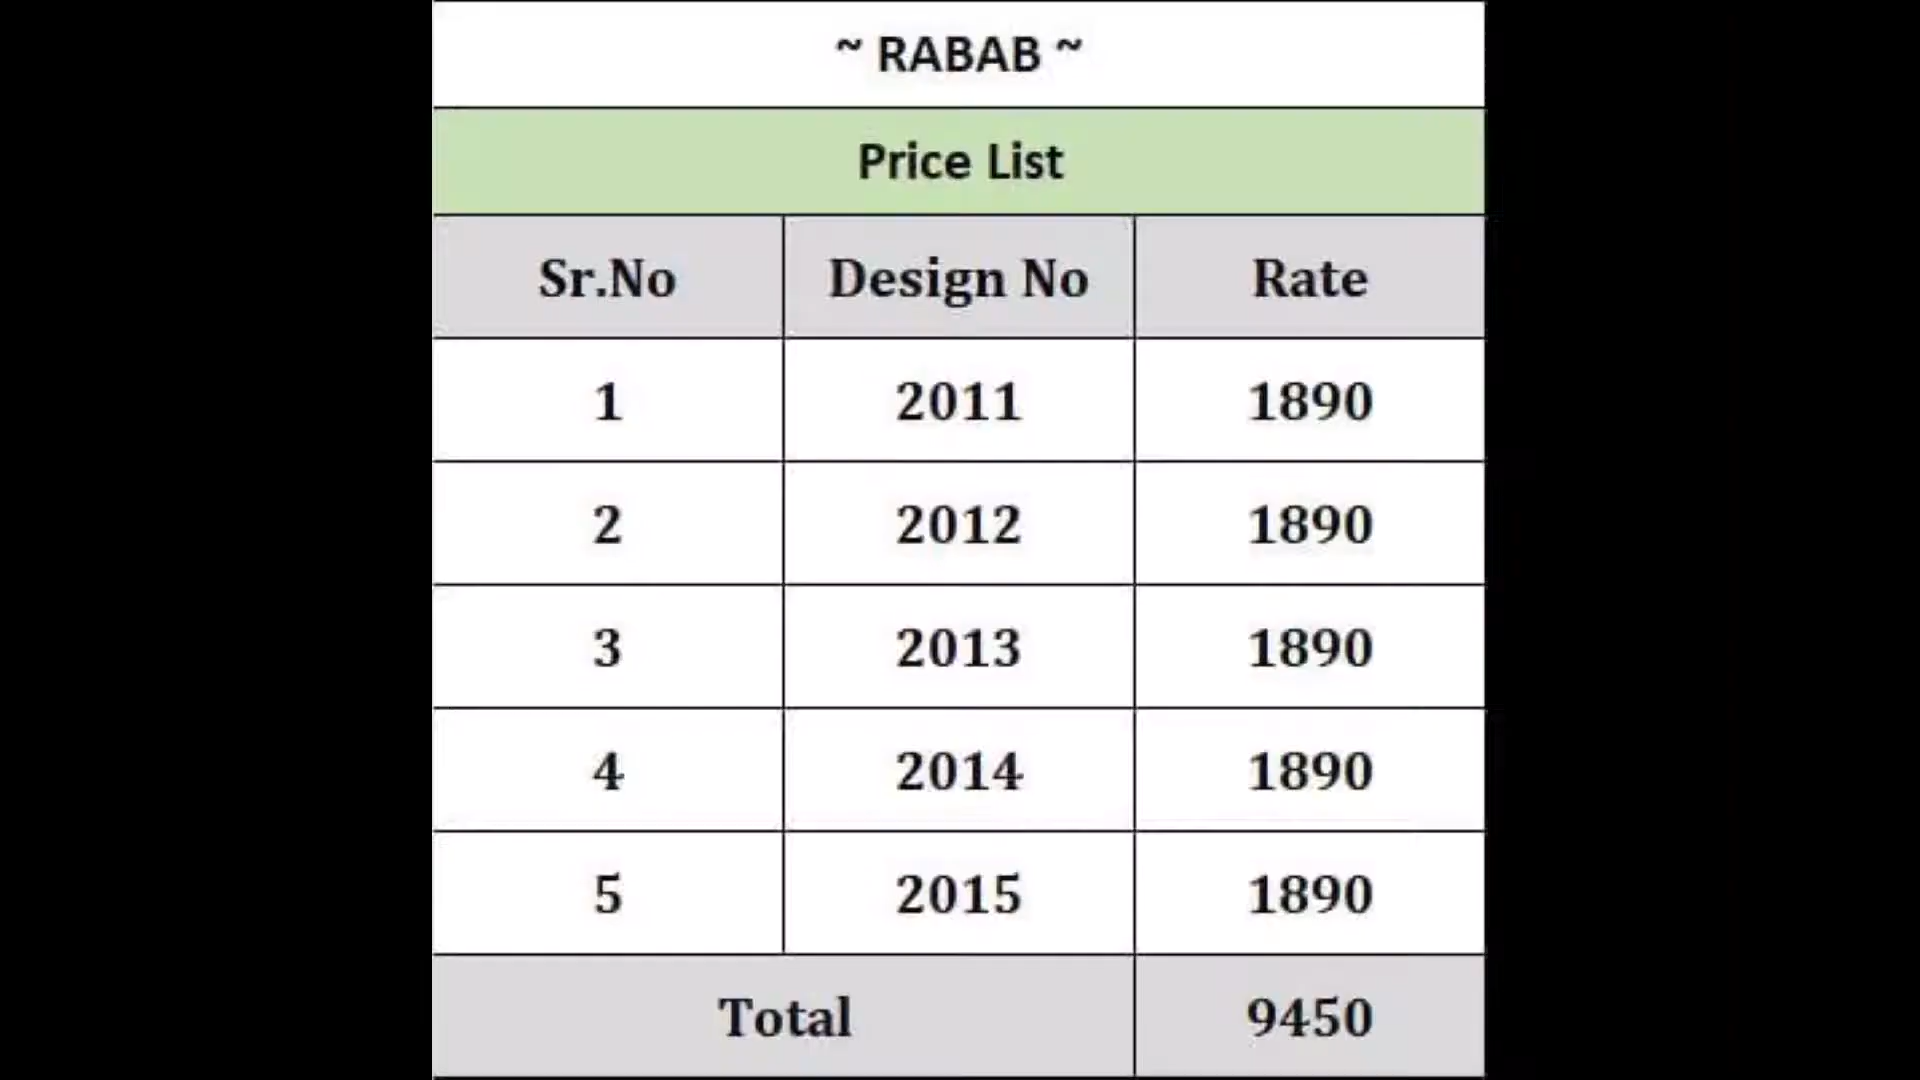 ~ RABAB ~
Price List
Sr.No Design No Rate
1 2011 1890
2 2012 1890
3 2013 1890
4 2014 1890
5 2015 1890
Total 9450